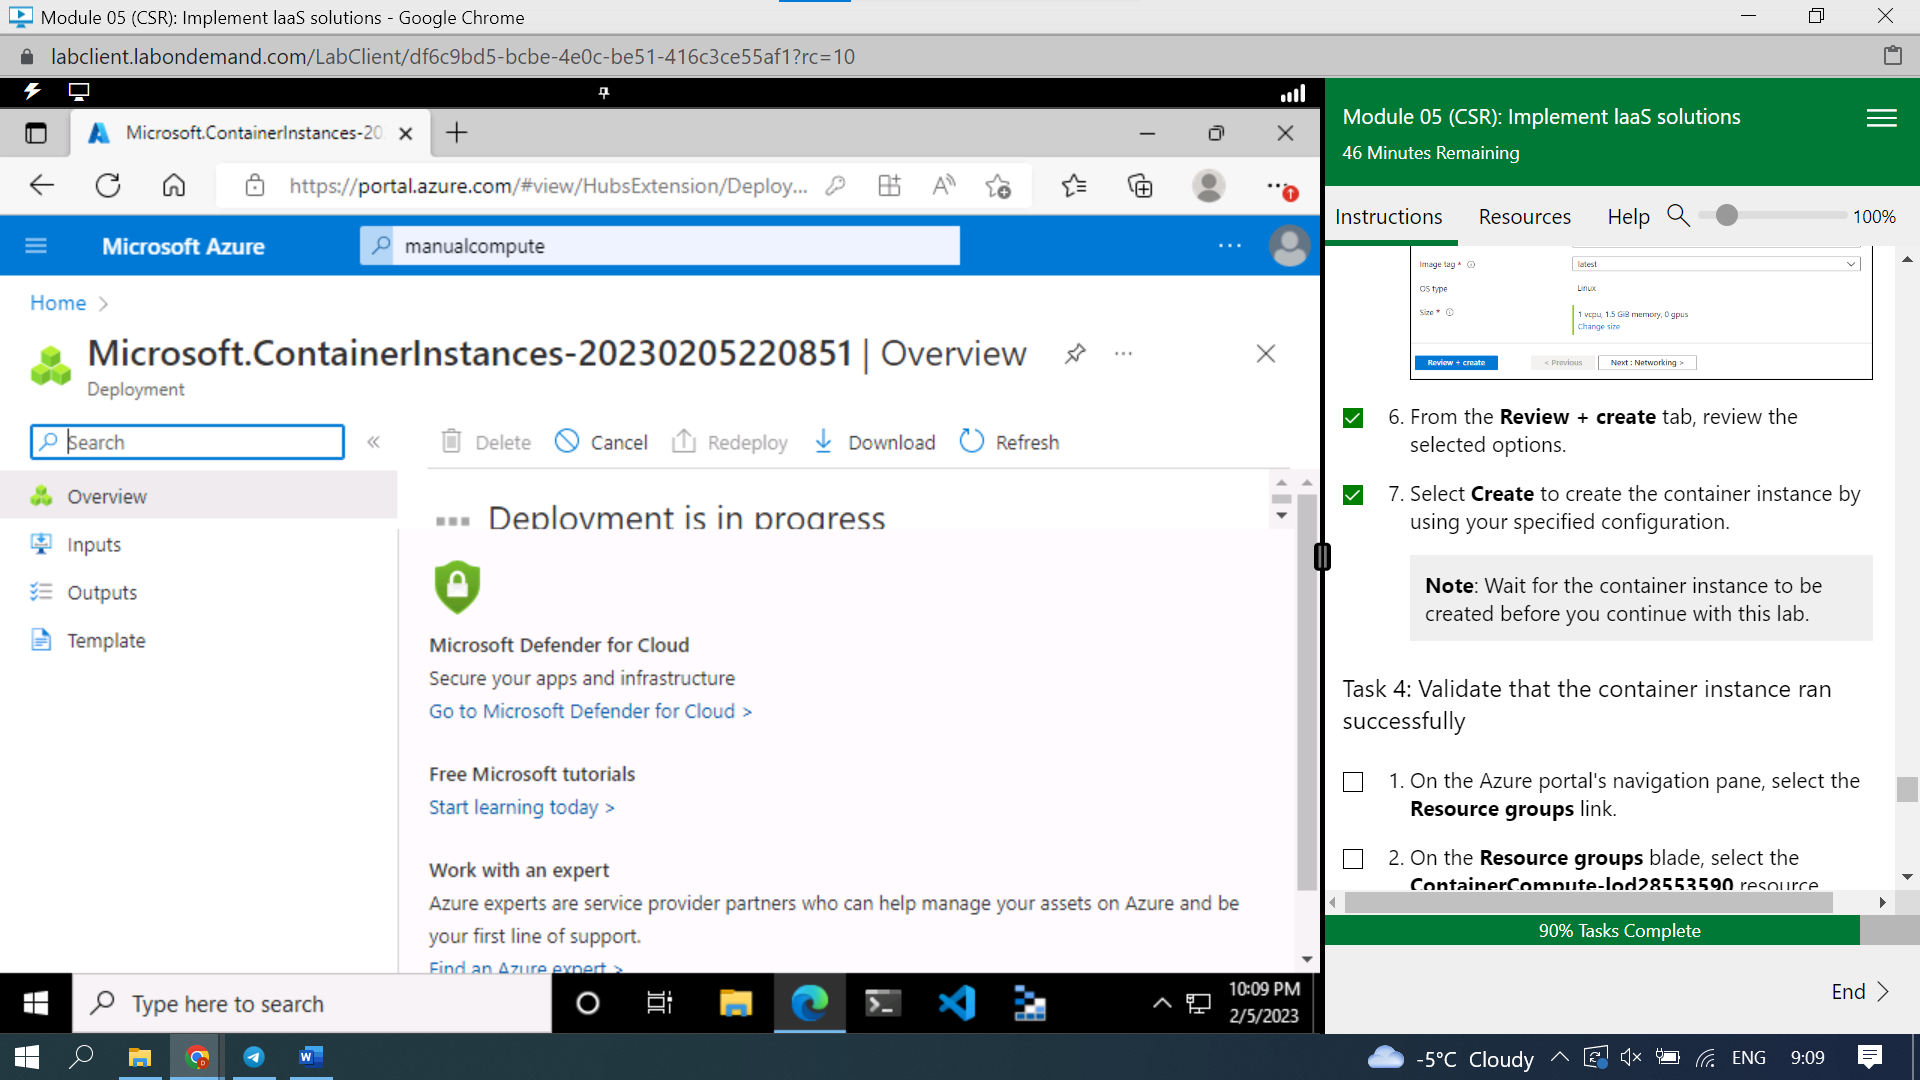 Module 05 (CSR): Implement IaaS solutions - Google Chrome
labclient.labondemand.com/LabClient/df6c9bd5-bcbe-4e0c-be51-416c3ce55af1?rc=10
Microsoft.ContainerInstances-20
https://portal.azure.com/#view/HubsExtension/Deploy...
Microsoft Azure
manualcompute
Home >
Microsoft.ContainerInstances-20230205220851 | Overview
Deployment
Search
Delete
Cancel
Redeploy
Download
Refresh
Overview
Inputs
Outputs
Template
Deployment is in progress
Microsoft Defender for Cloud
Secure your apps and infrastructure
Go to Microsoft Defender for Cloud >
Free Microsoft tutorials
Start learning today >
Work with an expert
Azure experts are service provider partners who can help manage your assets on Azure and be
your first line of support.
Find an Azure expert >
Type here to search
10:09 PM
2/5/2023
Module 05 (CSR): Implement IaaS solutions
46 Minutes Remaining
Instructions
Resources
Help
100%
Image tag *
latest
OS type
Linux
Size *
1 vcpu, 1.5 GiB memory, 0 gpus
Change size
Review + create
< Previous
Next : Networking >
6. From the Review + create tab, review the
selected options.
7. Select Create to create the container instance by
using your specified configuration.
Note: Wait for the container instance to be
created before you continue with this lab.
Task 4: Validate that the container instance ran
successfully
1. On the Azure portal's navigation pane, select the
Resource groups link.
2. On the Resource groups blade, select the
ContainerCompute-lod28553590 resource
90% Tasks Complete
End >
-5°C Cloudy
ENG
9:09